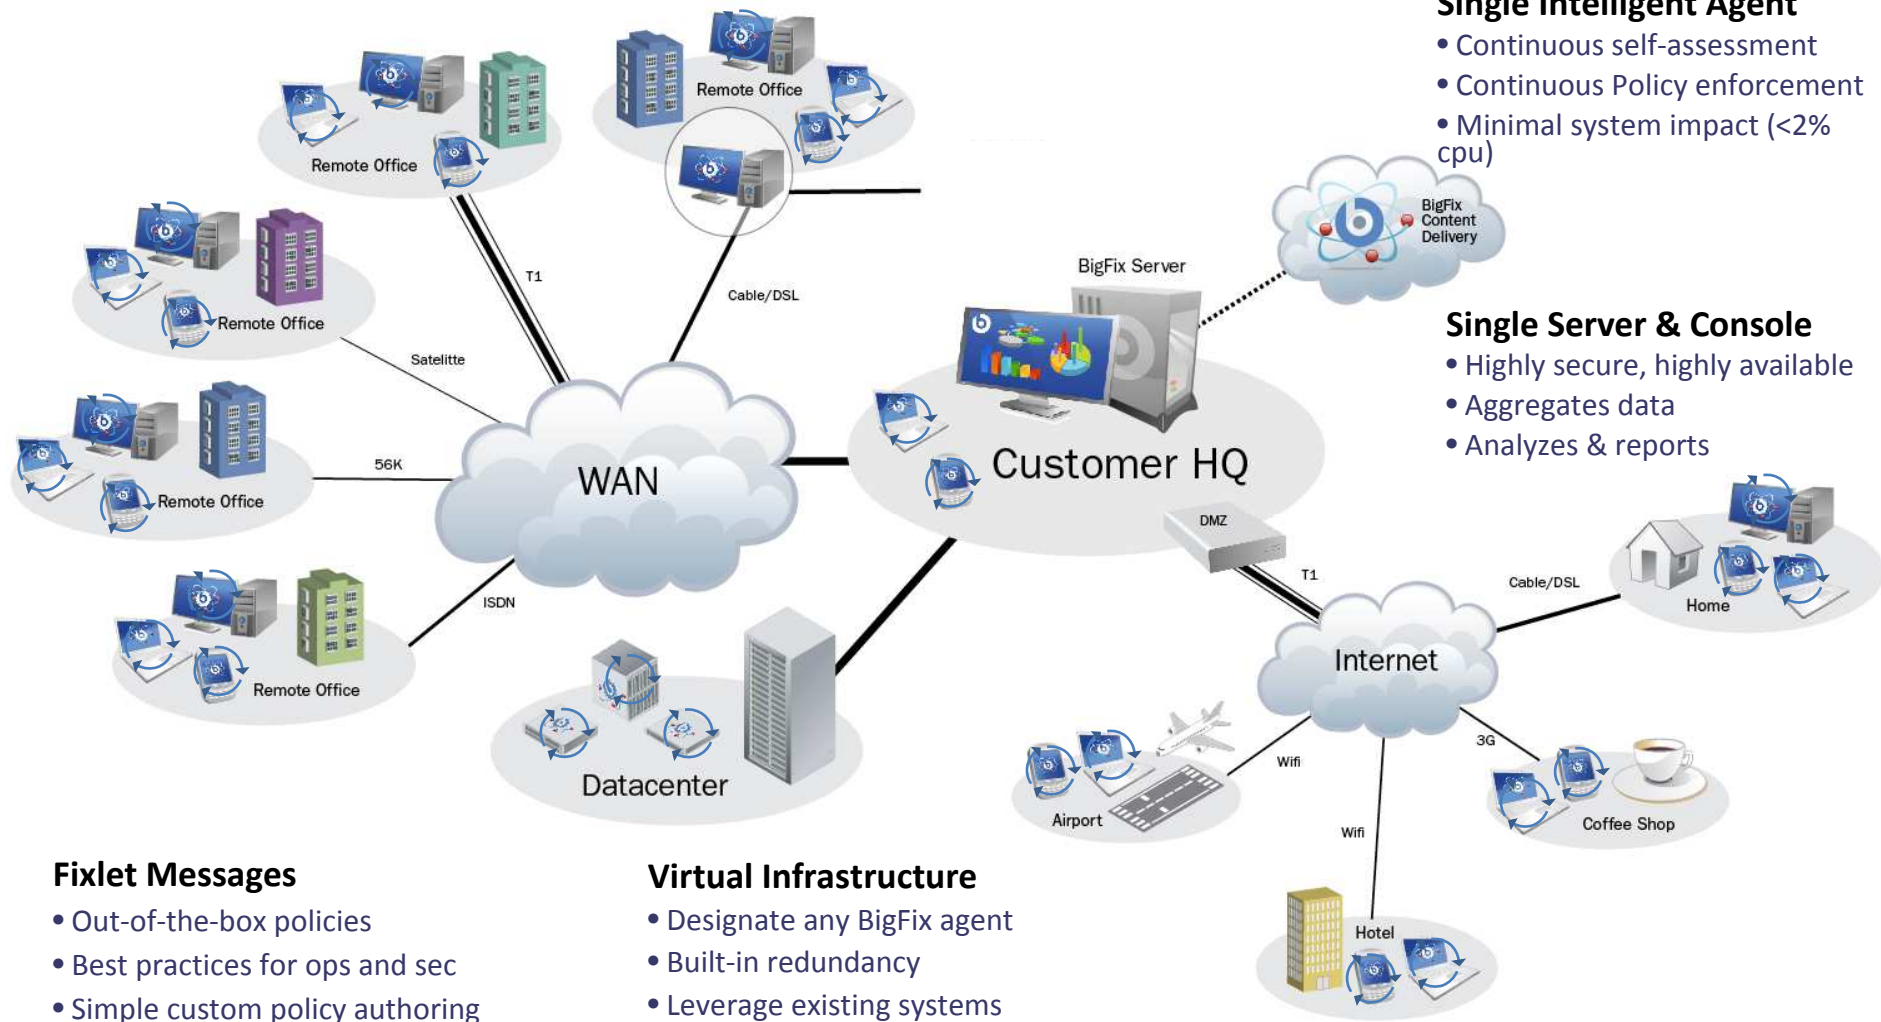 Single Intelligent Agent
• Continuous self-assessment
• Continuous Policy enforcement
• Minimal system impact (<2%
cpu)
Remote Office
Remote Office
BigFix
Content
Delivery
T1
Cable/DSL
BigFix Server
Remote Office
Satelitte
Single Server & Console
• Highly secure, highly available
• Aggregates data
• Analyzes & reports
56K
WAN
Customer HQ
Remote Office
DMZ
T1
Cable/DSL
Home
ISDN
Remote Office
Internet
Datacenter
Wifi
3G
Airport
Wifi
Coffee Shop
Hotel
Fixlet Messages
• Out-of-the-box policies
• Best practices for ops and sec
• Simple custom policy authoring
Virtual Infrastructure
• Designate any BigFix agent
• Built-in redundancy
• Leverage existing systems